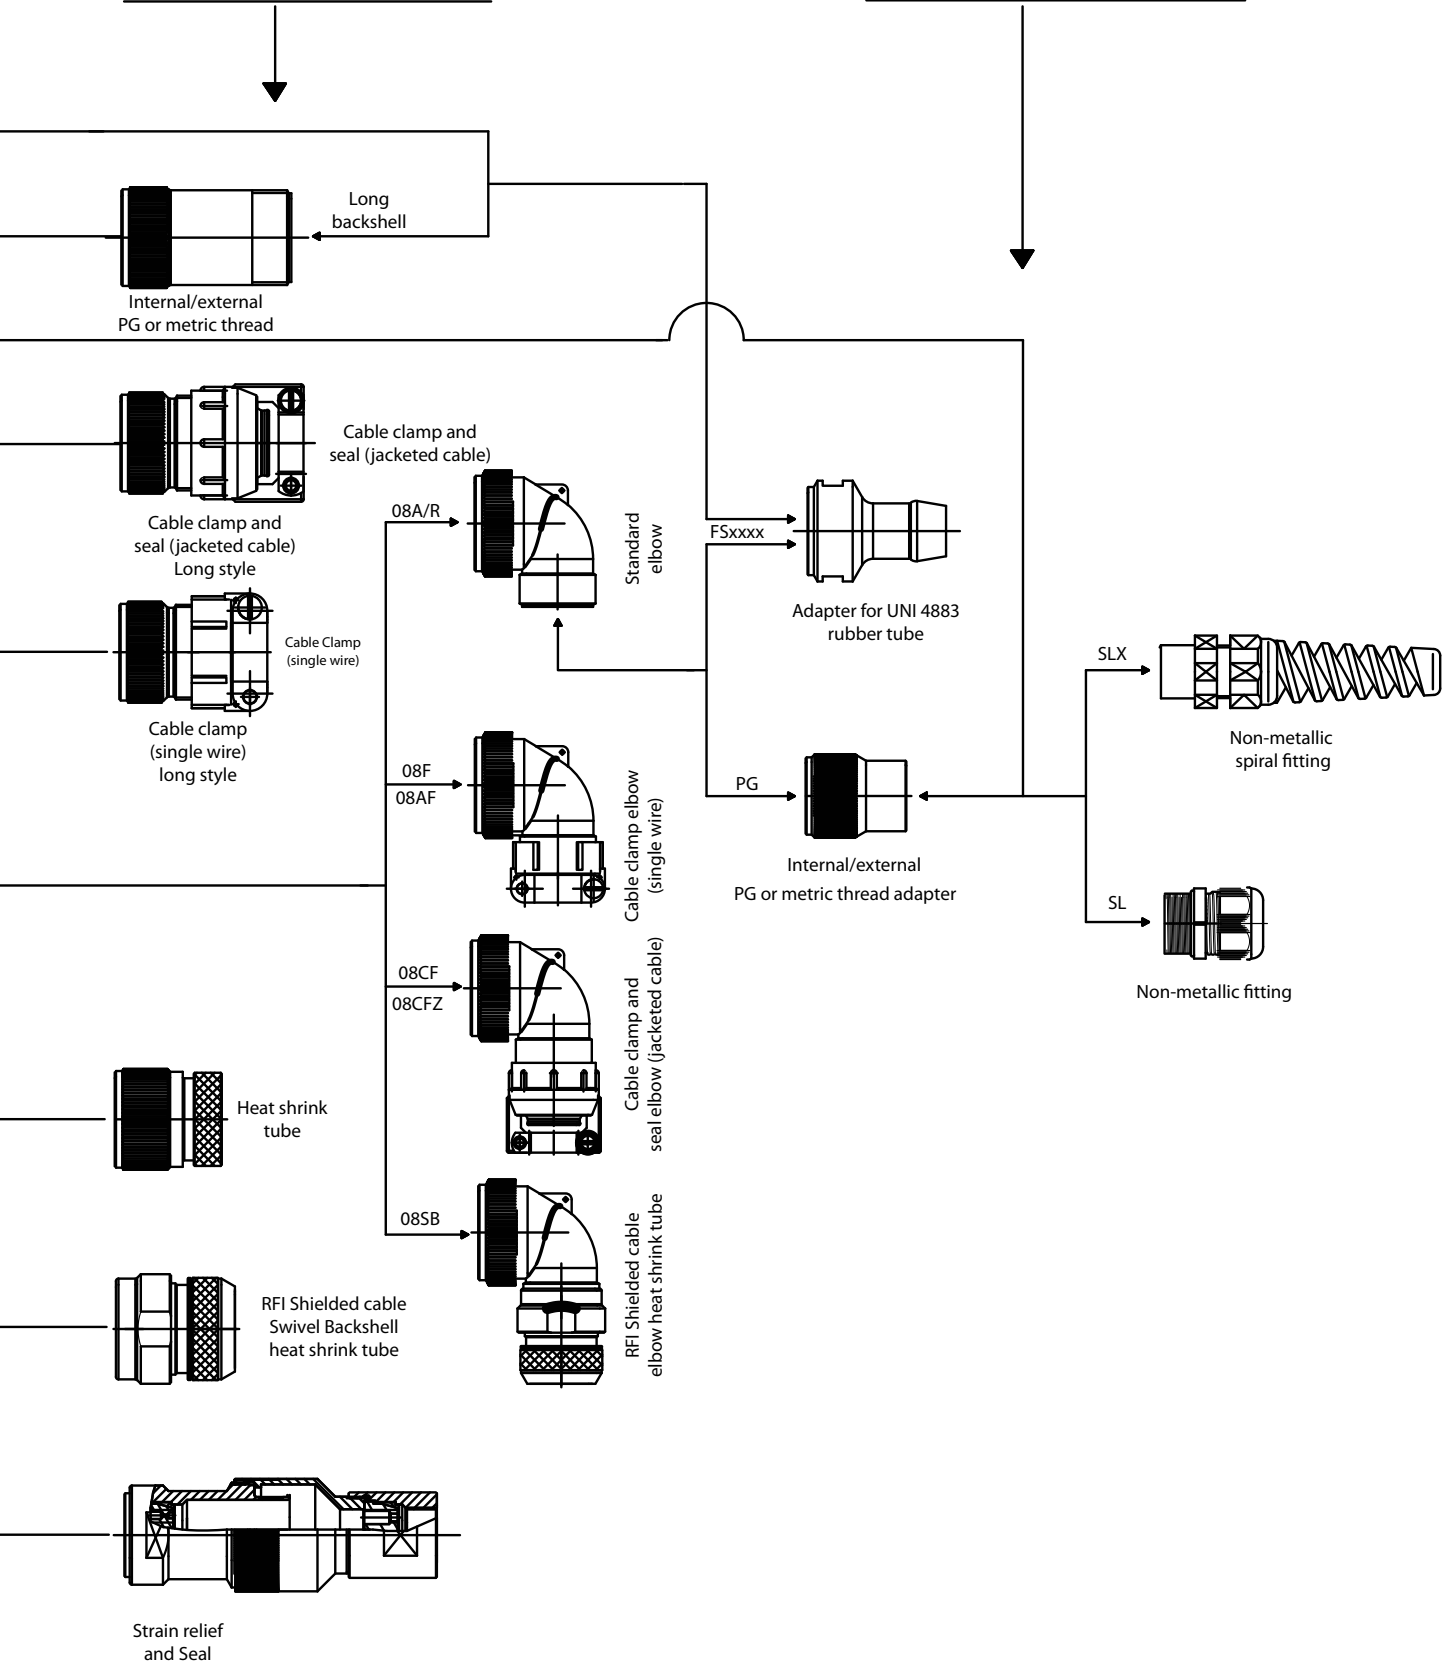 Long
backshell
Internal/external
PG or metric thread
Cable clamp and
seal (jacketed cable)
Cable clamp and
seal (jacketed cable)
Long style
08A/R
Standard
elbow
FSxxxx
Adapter for UNI 4883
rubber tube
Cable Clamp
(single wire)
Cable clamp
(single wire)
long style
08F
08AF
Cable clamp elbow
(single wire)
PG
Internal/external
PG or metric thread adapter
SLX
Non-metallic
spiral fitting
SL
Non-metallic fitting
08CF
08CFZ
Cable clamp and
seal elbow (jacketed cable)
Heat shrink
tube
08SB
RFI Shielded cable
elbow heat shrink tube
RFI Shielded cable
Swivel Backshell
heat shrink tube
Strain relief
and Seal